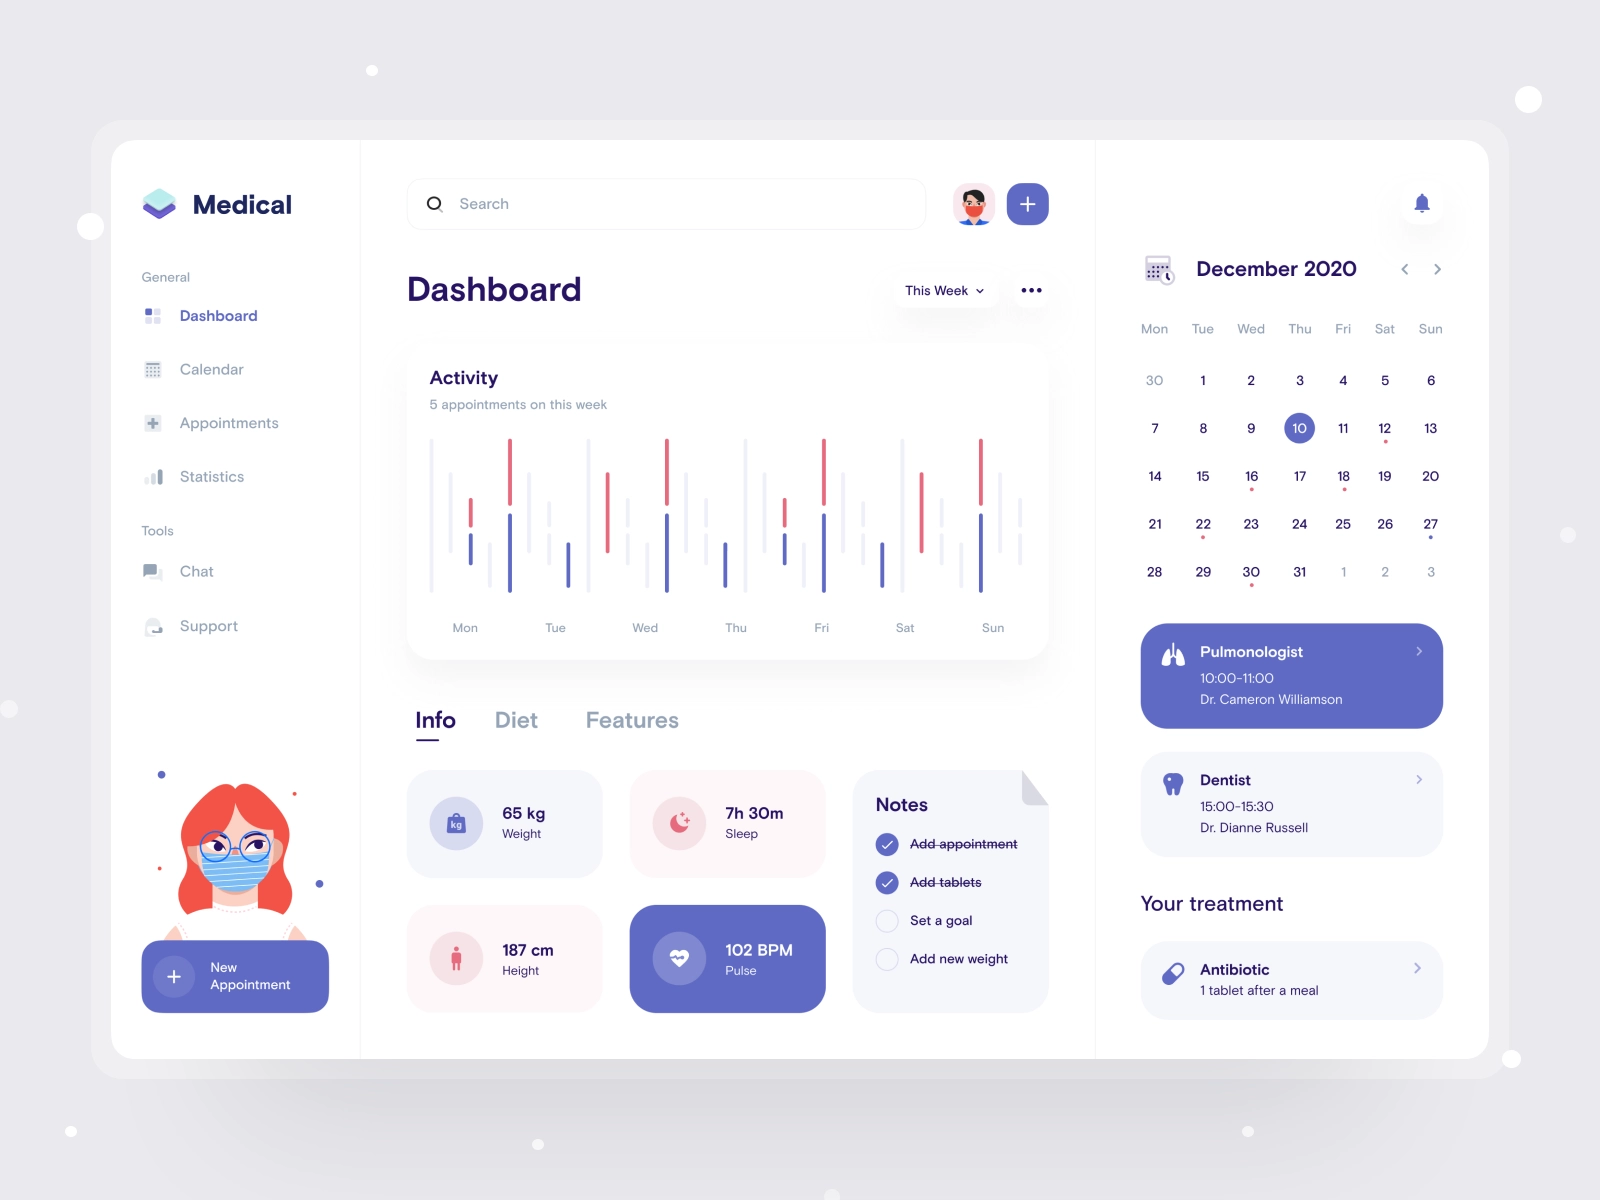 Medical
General
Dashboard
Calendar
Appointments
Statistics
Tools
Chat
Support
New
Appointment
Search
Dashboard
This Week
Activity
5 appointments on this week
Mon Tue Wed Thu Fri Sat Sun
Info Diet Features
kg
65 kg
Weight
7h 30m
Sleep
187 cm
Height
102 BPM
Pulse
Notes
Add appointment
Add tablets
Set a goal
Add new weight
December 2020
Mon Tue Wed Thu Fri Sat Sun
30 1 2 3 4 5 6
7 8 9 10 11 12 13
14 15 16 17 18 19 20
21 22 23 24 25 26 27
28 29 30 31 1 2 3
Pulmonologist
10:00-11:00
Dr. Cameron Williamson
Dentist
15:00-15:30
Dr. Dianne Russell
Your treatment
Antibiotic
1 tablet after a meal